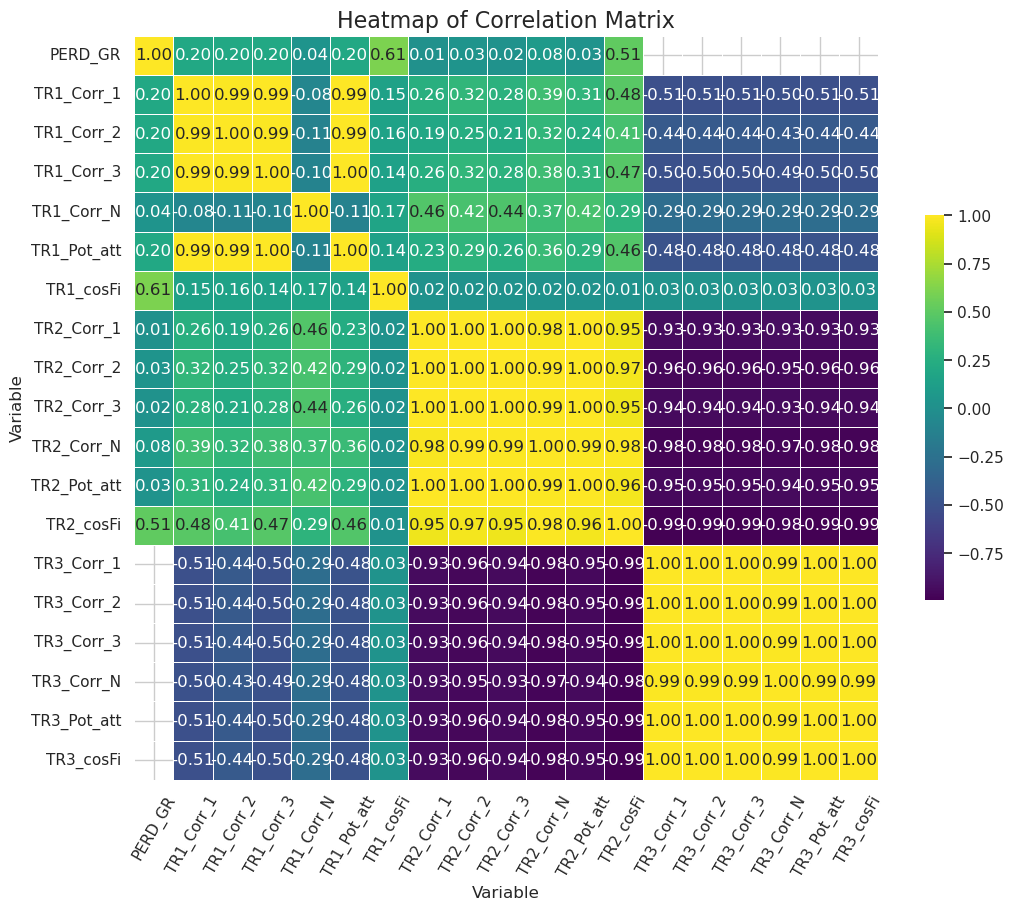 Heatmap of Correlation Matrix
PERD_GR 1.00 0.20 0.20 0.20 0.04 0.20 0.61 0.01 0.03 0.02 0.08 0.03 0.51
TR1_Corr_1 0.20 1.00 0.99 0.99 -0.08 0.99 0.15 0.26 0.32 0.28 0.39 0.31 0.48 -0.51 -0.51 -0.51 -0.50 -0.51 -0.51
TR1_Corr_2 0.20 0.99 1.00 0.99 -0.11 0.99 0.16 0.19 0.25 0.21 0.32 0.24 0.41 -0.44 -0.44 -0.44 -0.43 -0.44 -0.44
TR1_Corr_3 0.20 0.99 0.99 1.00 -0.10 1.00 0.14 0.26 0.32 0.28 0.38 0.31 0.47 -0.50 -0.50 -0.50 -0.49 -0.50 -0.50
TR1_Corr_N 0.04 -0.08 -0.11 -0.10 1.00 -0.11 0.17 0.46 0.42 0.44 0.37 0.42 0.29 -0.29 -0.29 -0.29 -0.29 -0.29 -0.29
TR1_Pot_att 0.20 0.99 0.99 1.00 -0.11 1.00 0.14 0.23 0.29 0.26 0.36 0.29 0.46 -0.48 -0.48 -0.48 -0.48 -0.48 -0.48
TR1_cosFi 0.61 0.15 0.16 0.14 0.17 0.14 1.00 0.02 0.02 0.02 0.02 0.02 0.01 0.03 0.03 0.03 0.03 0.03 0.03
TR2_Corr_1 0.01 0.26 0.19 0.26 0.46 0.23 0.02 1.00 1.00 1.00 0.98 1.00 0.95 -0.93 -0.93 -0.93 -0.93 -0.93 -0.93
TR2_Corr_2 0.03 0.32 0.25 0.32 0.42 0.29 0.02 1.00 1.00 1.00 0.99 1.00 0.97 -0.96 -0.96 -0.96 -0.95 -0.96 -0.96
TR2_Corr_3 0.02 0.28 0.21 0.28 0.44 0.26 0.02 1.00 1.00 1.00 0.99 1.00 0.95 -0.94 -0.94 -0.94 -0.93 -0.94 -0.94
TR2_Corr_N 0.08 0.39 0.32 0.38 0.37 0.36 0.02 0.98 0.99 0.99 1.00 0.99 0.98 -0.98 -0.98 -0.98 -0.97 -0.98 -0.98
TR2_Pot_att 0.03 0.31 0.24 0.31 0.42 0.29 0.02 1.00 1.00 1.00 0.99 1.00 0.96 -0.95 -0.95 -0.95 -0.94 -0.95 -0.95
TR2_cosFi 0.51 0.48 0.41 0.47 0.29 0.46 0.01 0.95 0.97 0.95 0.98 0.96 1.00 -0.99 -0.99 -0.99 -0.98 -0.99 -0.99
TR3_Corr_1 -0.51 -0.44 -0.50 -0.29 -0.48 0.03 -0.93 -0.96 -0.94 -0.98 -0.95 -0.99 1.00 1.00 1.00 0.99 1.00 1.00
TR3_Corr_2 -0.51 -0.44 -0.50 -0.29 -0.48 0.03 -0.93 -0.96 -0.94 -0.98 -0.95 -0.99 1.00 1.00 1.00 0.99 1.00 1.00
TR3_Corr_3 -0.51 -0.44 -0.50 -0.29 -0.48 0.03 -0.93 -0.96 -0.94 -0.98 -0.95 -0.99 1.00 1.00 1.00 0.99 1.00 1.00
TR3_Corr_N -0.50 -0.43 -0.49 -0.29 -0.48 0.03 -0.93 -0.95 -0.93 -0.97 -0.94 -0.98 0.99 0.99 0.99 1.00 0.99 0.99
TR3_Pot_att -0.51 -0.44 -0.50 -0.29 -0.48 0.03 -0.93 -0.96 -0.94 -0.98 -0.95 -0.99 1.00 1.00 1.00 0.99 1.00 1.00
TR3_cosFi -0.51 -0.44 -0.50 -0.29 -0.48 0.03 -0.93 -0.96 -0.94 -0.98 -0.95 -0.99 1.00 1.00 1.00 0.99 1.00 1.00
Variable
PERD_GR TR1_Corr_1 TR1_Corr_2 TR1_Corr_3 TR1_Corr_N TR1_Pot_att TR1_cosFi TR2_Corr_1 TR2_Corr_2 TR2_Corr_3 TR2_Corr_N TR2_Pot_att TR2_cosFi TR3_Corr_1 TR3_Corr_2 TR3_Corr_3 TR3_Corr_N TR3_Pot_att TR3_cosFi
Variable
1.00
0.75
0.50
0.25
0.00
−0.25
−0.50
−0.75